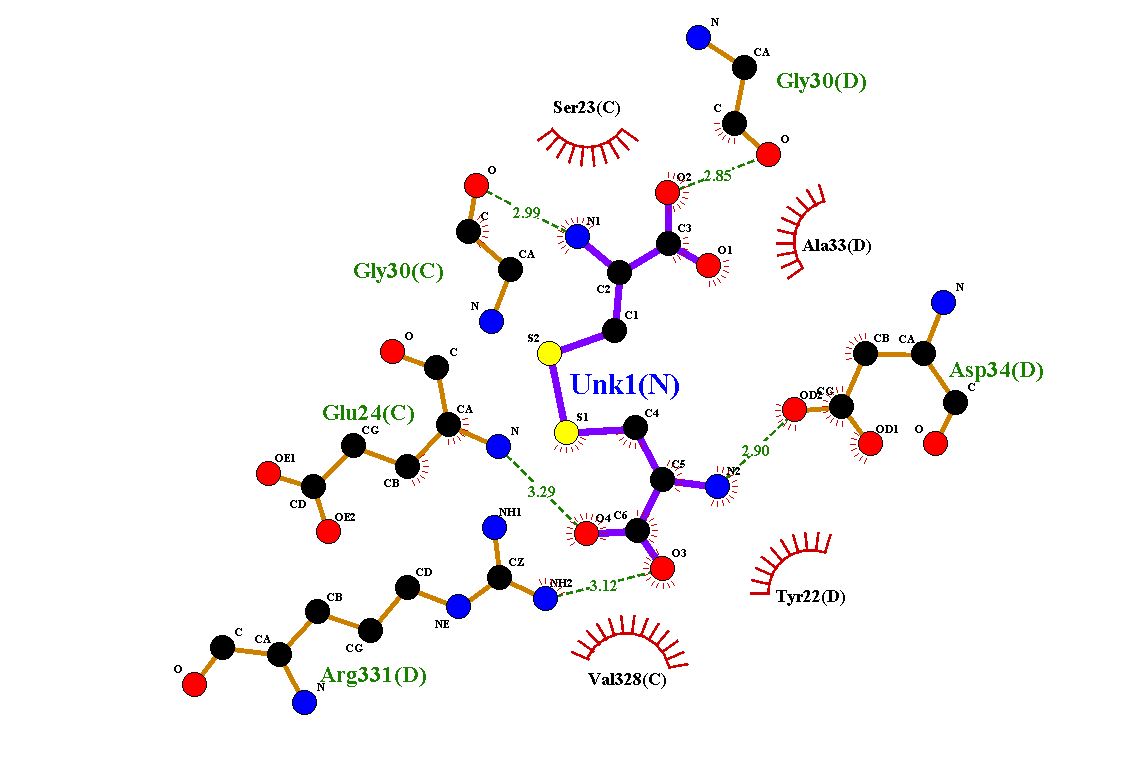 N
CA
Gly30(D)
Ser23(C)
C
O
O
O2
2.85
2.99
N1
C
C3
Ala33(D)
O1
CA
Gly30(C)
C2
N
N
C1
O
S2
C
CB
CA
Asp34(D)
Unk1(N)
OD2
CG
C
Glu24(C)
CA
S1
C4
CG
N
OD1
O
2.90
OE1
CB
C5
N2
CD
3.29
NH1
O4
C6
OE2
O3
CZ
CD
NH2
3.12
CB
NE
Tyr22(D)
C
CA
CG
O
N
Arg331(D)
Val328(C)